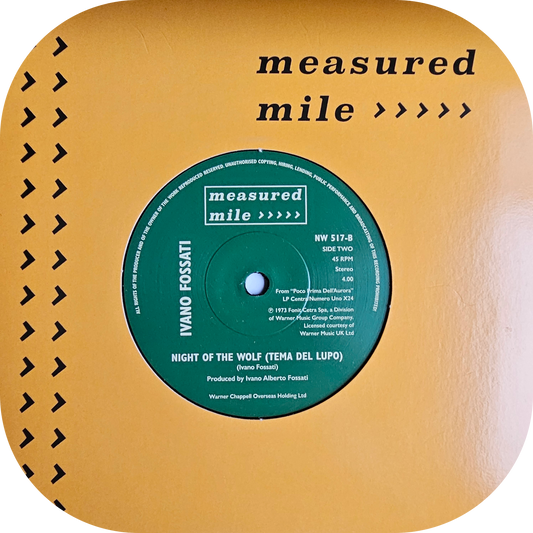 measured
mile >>>>>
ALL RIGHTS OF THE PRODUCER AND OF THE OWNER OF THE WORK REPRODUCED RESERVED. UNAUTHORISED COPYING, HIRING, LENDING, PUBLIC PERFORMANCE AND BROADCASTING OF THIS RECORDING PROHIBITED
measured
mile >>>>>
IVANO FOSSATI
NW 517-B
SIDE TWO
45 RPM
Stereo
4.00
From "Poco Prima Dell'Aurora"
LP Centra/Numero Uno X24
℗ 1973 Fonit Cetra Spa, a Division
of Warner Music Group Company.
Licensed courtesy of
Warner Music UK Ltd
NIGHT OF THE WOLF (TEMA DEL LUPO)
(Ivano Fossati)
Produced by Ivano Alberto Fossati
Warner Chappell Overseas Holding Ltd